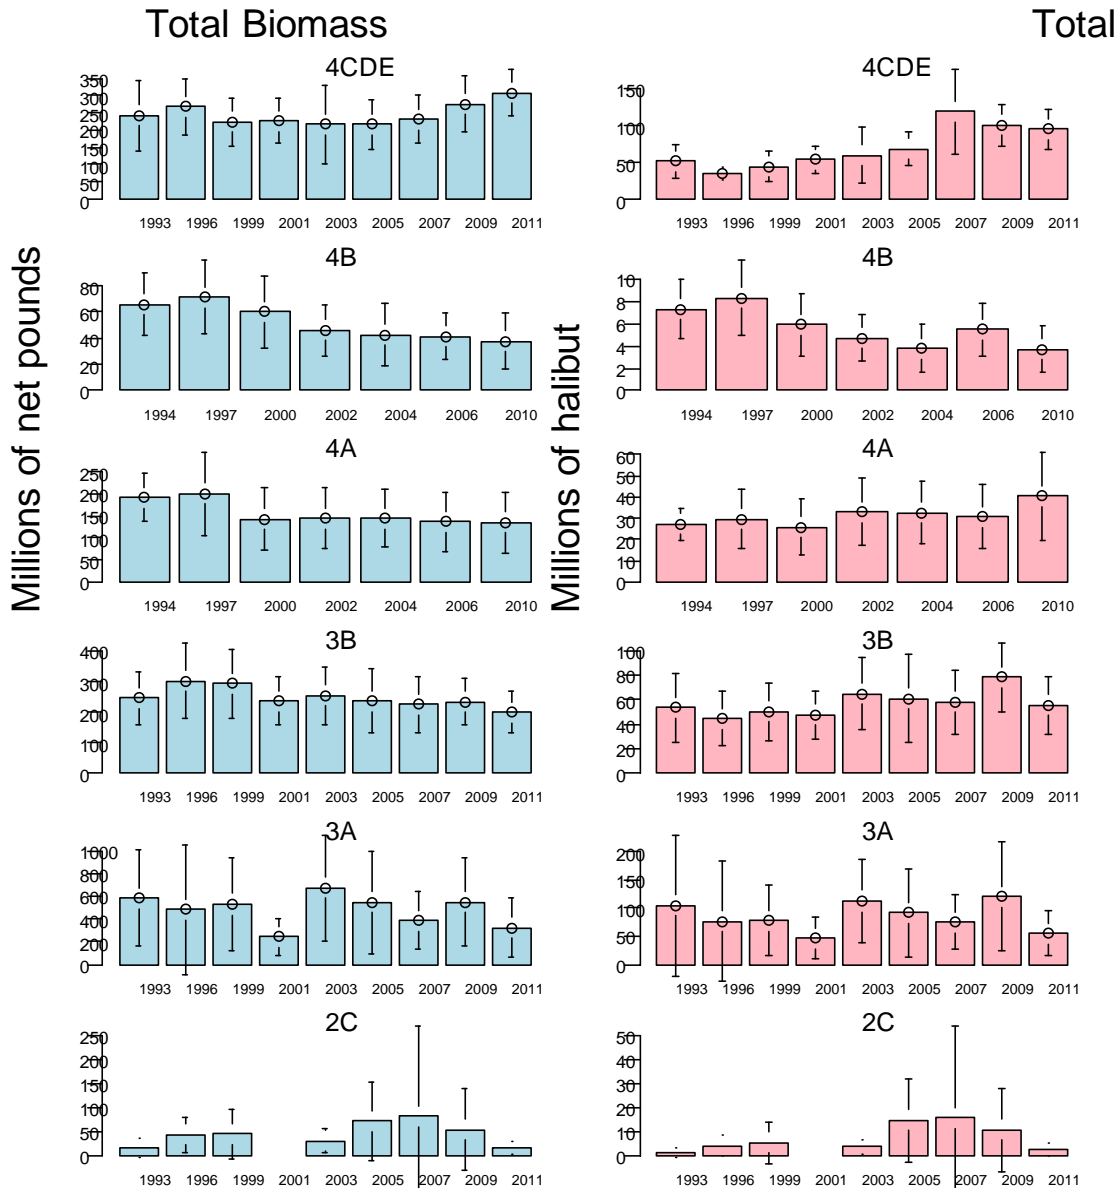 Total Biomass
Total
Millions of net pounds
4CDE
350
300
250
200
150
100
50
0
1993 1996 1999 2001 2003 2005 2007 2009 2011
4B
80
60
40
20
0
1994 1997 2000 2002 2004 2006 2010
4A
250
200
150
100
50
0
1994 1997 2000 2002 2004 2006 2010
3B
400
300
200
100
0
1993 1996 1999 2001 2003 2005 2007 2009 2011
3A
1000
800
600
400
200
0
1993 1996 1999 2001 2003 2005 2007 2009 2011
2C
250
200
150
100
50
0
1993 1996 1999 2001 2003 2005 2007 2009 2011
Millions of halibut
4CDE
150
100
50
0
1993 1996 1999 2001 2003 2005 2007 2009 2011
4B
10
8
6
4
2
0
1994 1997 2000 2002 2004 2006 2010
4A
60
50
40
30
20
10
0
1994 1997 2000 2002 2004 2006 2010
3B
100
80
60
40
20
0
1993 1996 1999 2001 2003 2005 2007 2009 2011
3A
200
150
100
50
0
1993 1996 1999 2001 2003 2005 2007 2009 2011
2C
50
40
30
20
10
0
1993 1996 1999 2001 2003 2005 2007 2009 2011